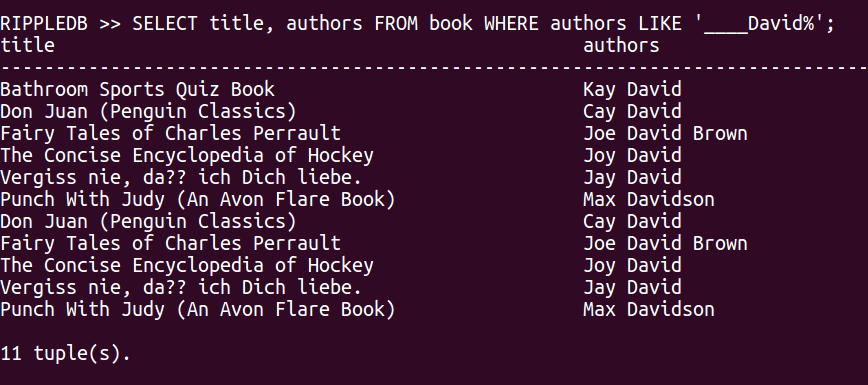 RIPPLEDB >> SELECT title, authors FROM book WHERE authors LIKE '____David%';
title authors
--------------------------------------------------------------------------------
Bathroom Sports Quiz Book Kay David
Don Juan (Penguin Classics) Cay David
Fairy Tales of Charles Perrault Joe David Brown
The Concise Encyclopedia of Hockey Joy David
Vergiss nie, da?? ich Dich liebe. Jay David
Punch With Judy (An Avon Flare Book) Max Davidson
Don Juan (Penguin Classics) Cay David
Fairy Tales of Charles Perrault Joe David Brown
The Concise Encyclopedia of Hockey Joy David
Vergiss nie, da?? ich Dich liebe. Jay David
Punch With Judy (An Avon Flare Book) Max Davidson
11 tuple(s).